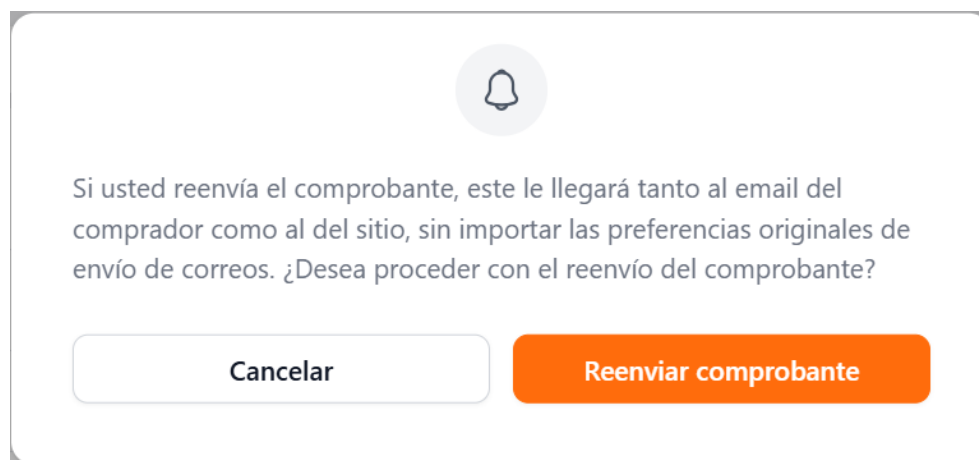 Si usted reenvía el comprobante, este le llegará tanto al email del
comprador como al del sitio, sin importar las preferencias originales de
envío de correos. ¿Desea proceder con el reenvío del comprobante?
Cancelar
Reenviar comprobante